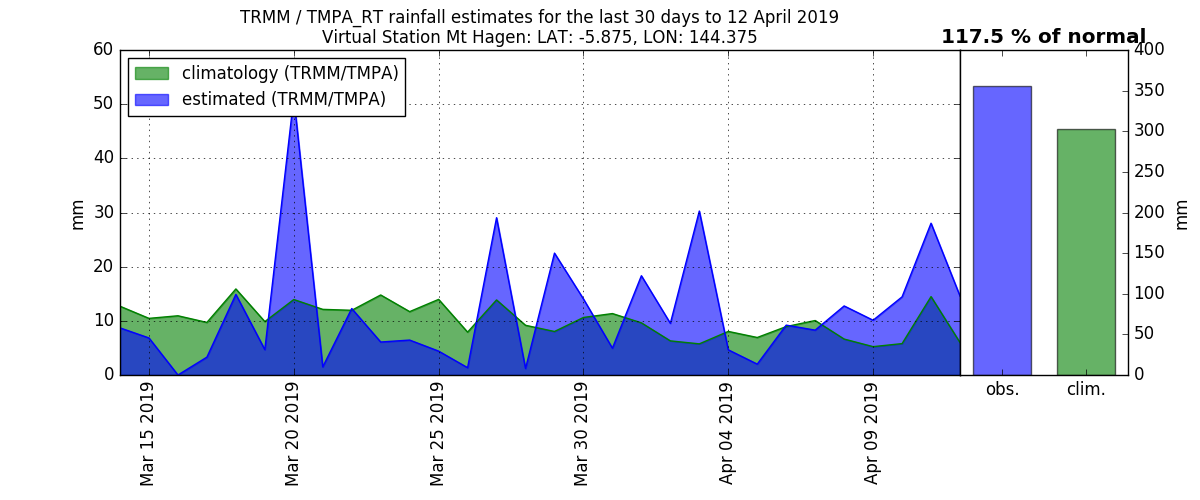 TRMM / TMPA_RT rainfall estimates for the last 30 days to 12 April 2019
Virtual Station Mt Hagen: LAT: -5.875, LON: 144.375
117.5 % of normal
climatology (TRMM/TMPA)
estimated (TRMM/TMPA)
mm
60
50
40
30
20
10
0
Mar 15 2019
Mar 20 2019
Mar 25 2019
Mar 30 2019
Apr 04 2019
Apr 09 2019
obs.
clim.
400
350
300
250
200
150
100
50
0
mm